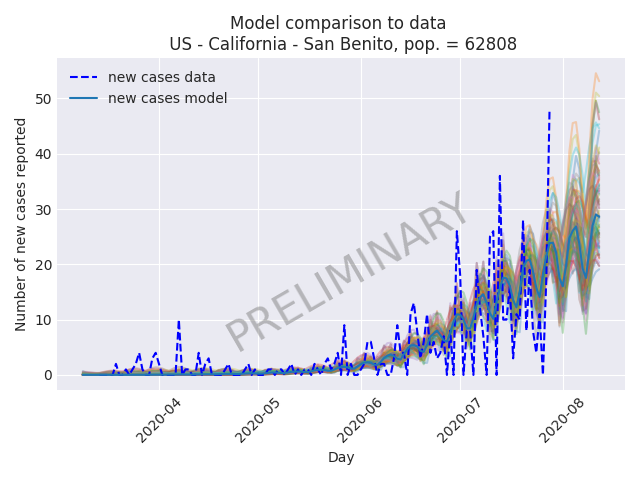 Model comparison to data
US - California - San Benito, pop. = 62808
new cases data
new cases model
Number of new cases reported
50
40
30
20
10
0
PRELIMINARY
2020-04
2020-05
2020-06
2020-07
2020-08
Day